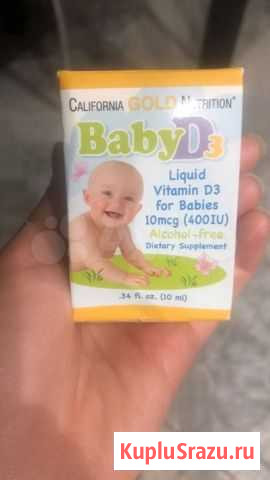 CALIFORNIA GOLD NUTRITION®
BabyD3
Liquid
Vitamin D3
for Babies
10mcg (400IU)
Alcohol-free
Dietary Supplement
.34 fl. oz. (10 ml)
KupluSrazu.ru